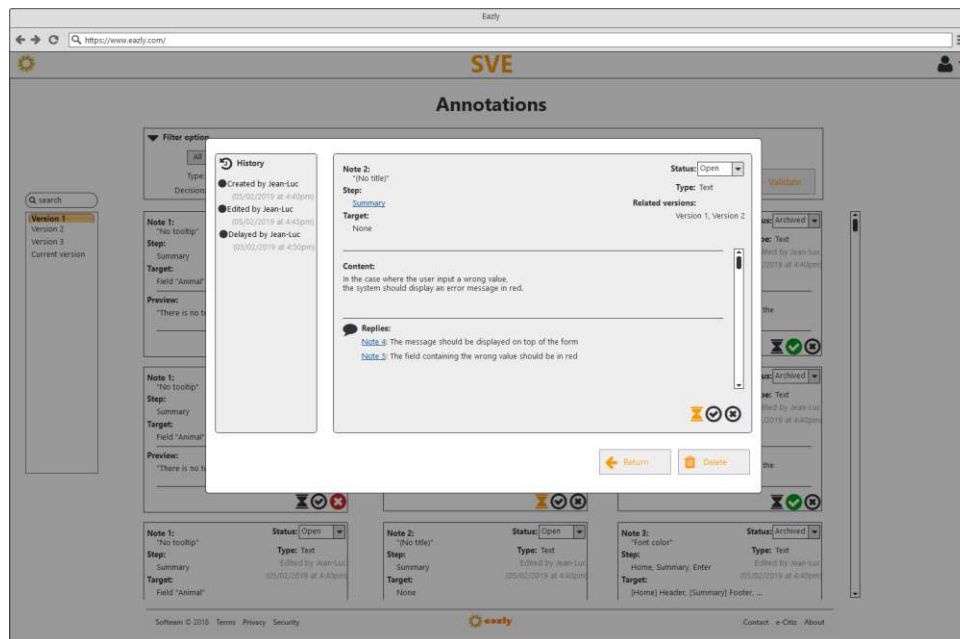 Eazly
https://www.eazly.com/
SVE
Annotations
Filter option
All
Type:
Decision
Validate
search
Version 1
Version 2
Version 3
Current version
History
Created by Jean-Luc
(05/02/2019 at 4:40pm)
Edited by Jean-Luc
(05/02/2019 at 4:45pm)
Delayed by Jean-Luc
(05/02/2019 at 4:50pm)
Note 2:
"(No title)"
Step:
Summary
Target:
None
Status: Open
Type: Text
Related versions:
Version 1, Version 2
Content:
In the case where the user input a wrong value,
the system should display an error message in red.
Replies:
Note 4: The message should be displayed on top of the form
Note 5: The field containing the wrong value should be in red
Return
Delete
Note 1:
"No tooltip"
Step:
Summary
Target:
Field "Animal"
Preview:
"There is no t
Archived
Text
ited by Jean-Luc
/2019 at 4:40pm)
the
Note 1:
"No tooltip"
Step:
Summary
Target:
Field "Animal"
Preview:
"There is no t
Archived
Text
ited by Jean-Luc
/2019 at 4:40pm)
the
Note 1:
"No tooltip"
Step:
Summary
Target:
Field "Animal"
Status: Open
Type: Text
Edited by Jean-Luc
(05/02/2019 at 4:40pm)
Note 2:
"(No title)"
Step:
Summary
Target:
None
Status: Open
Type: Text
Edited by Jean-Luc
(05/02/2019 at 4:40pm)
Note 3:
"Font color"
Step:
Home, Summary, Enter
Target:
[Home] Header, [Summary] Footer, ...
Status: Archived
Type: Text
Edited by Jean-Luc
(05/02/2019 at 4:40pm)
Softeam © 2018 Terms Privacy Security
eazly
Contact e-Citiz About